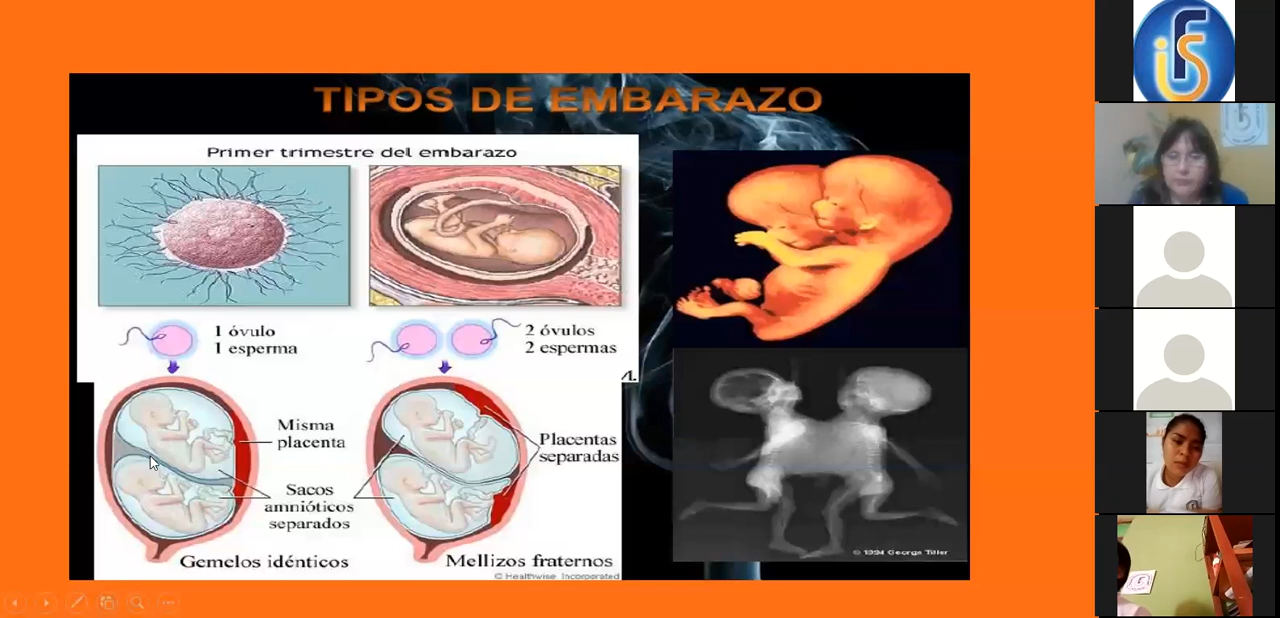 TIPOS DE EMBARAZO
Primer trimestre del embarazo
1 óvulo
1 esperma
2 óvulos
2 espermas
Misma
placenta
Sacos
amnióticos
separados
Placentas
separadas
Gemelos idénticos
Mellizos fraternos
© Healthwise, Incorporated
© 1994 George Tiller
iFS